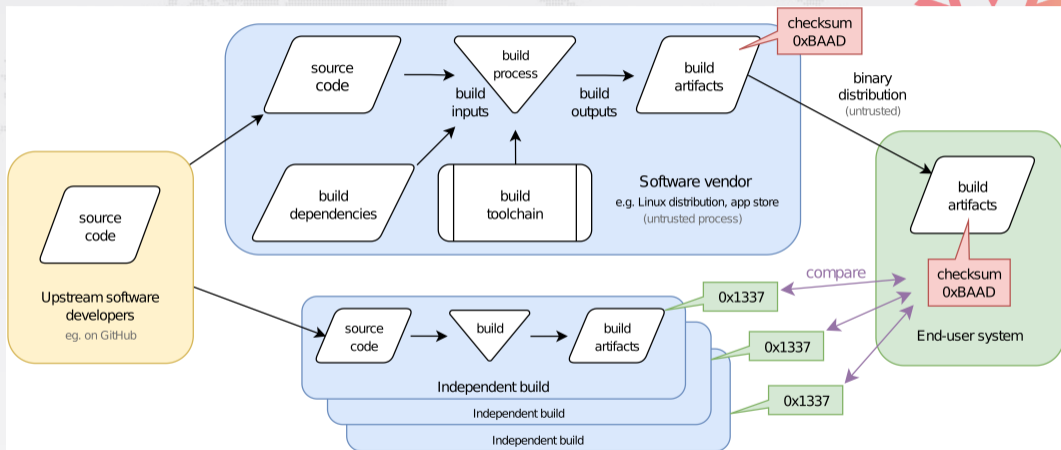 checksum
0xBAAD
source
code
build
process
build
inputs
build
outputs
build
artifacts
binary
distribution
(untrusted)
build
dependencies
build
toolchain
Software vendor
e.g. Linux distribution, app store
(untrusted process)
source
code
Upstream software
developers
eg. on GitHub
build
artifacts
checksum
0xBAAD
End-user system
compare
0x1337
0x1337
0x1337
source
code
build
build
artifacts
Independent build
Independent build
Independent build